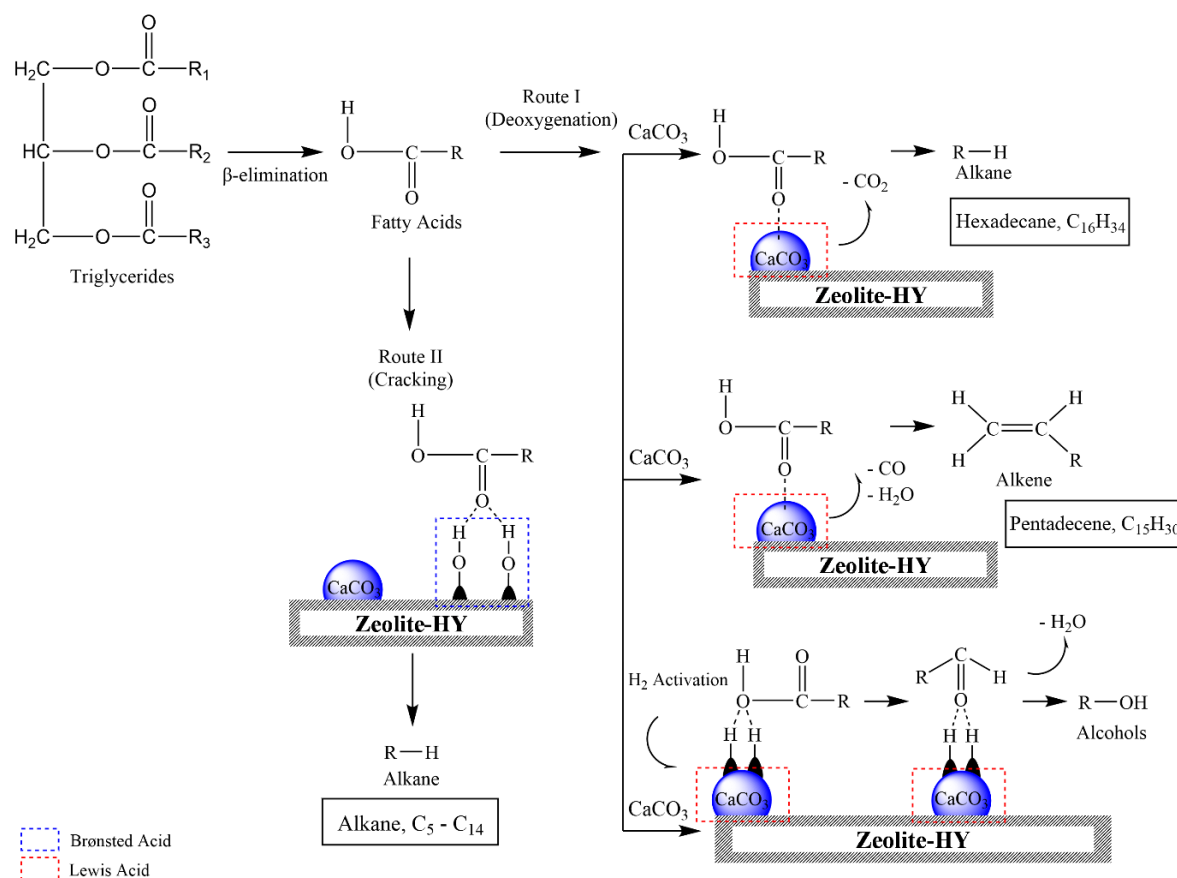 O
H₂C—O—C—R₁
O
HC—O—C—R₂
O
H₂C—O—C—R₃
Triglycerides
β-elimination
H
O—C—R
O
Fatty Acids
Route I
(Deoxygenation)
CaCO₃
H
O—C—R
O
- CO₂
CaCO₃
Zeolite-HY
R—H
Alkane
Hexadecane, C₁₆H₃₄
CaCO₃
H
O—C—R
O
- CO
- H₂O
CaCO₃
Zeolite-HY
H H
C=C
H R
Alkene
Pentadecene, C₁₅H₃₀
H₂ Activation
H O
O—C—R
H H
CaCO₃
CaCO₃
C
R H
O
H H
CaCO₃
- H₂O
R—OH
Alcohols
Zeolite-HY
Route II
(Cracking)
H
O—C—R
O
H H
O O
CaCO₃
Zeolite-HY
R—H
Alkane
Alkane, C₅ - C₁₄
Brønsted Acid
Lewis Acid